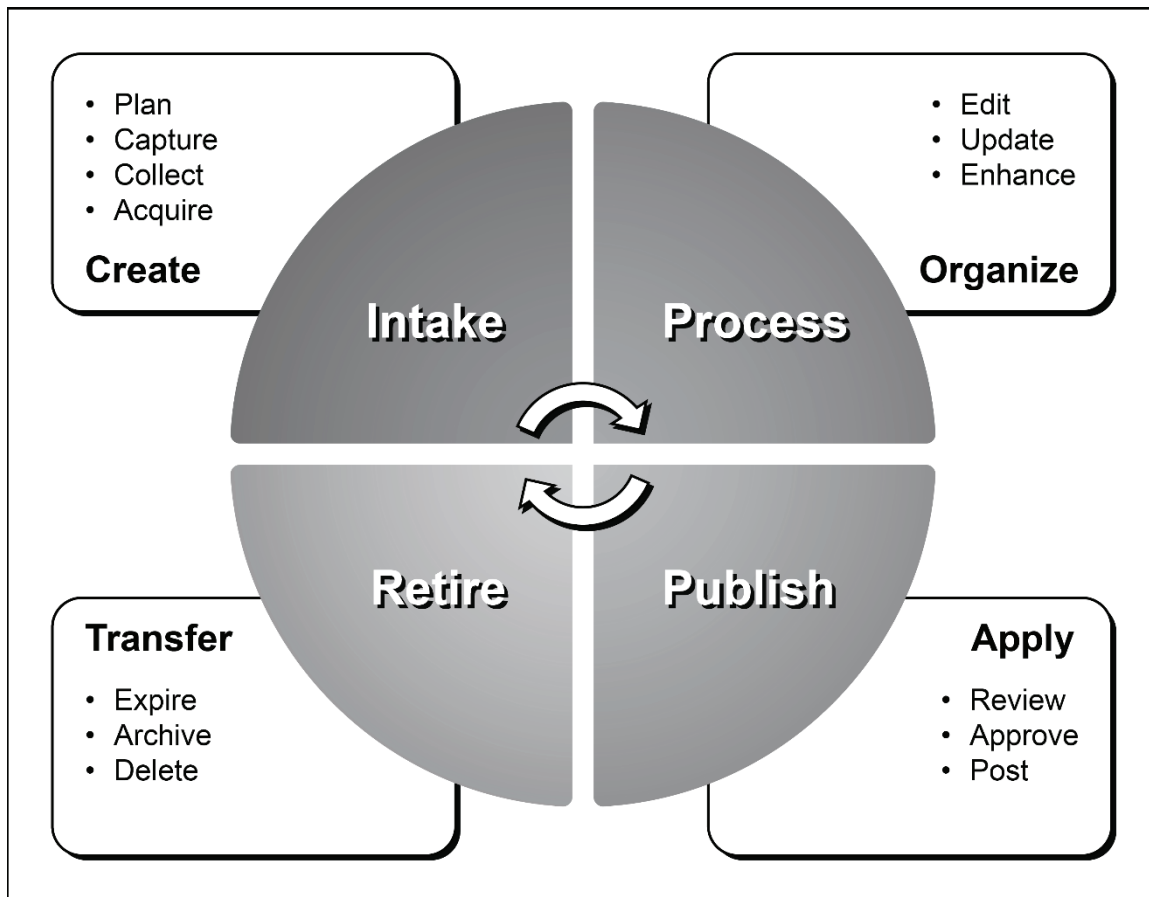 • Plan
• Capture
• Collect
• Acquire
Create
Intake
• Edit
• Update
• Enhance
Organize
Process
Retire
Transfer
• Expire
• Archive
• Delete
Publish
Apply
• Review
• Approve
• Post